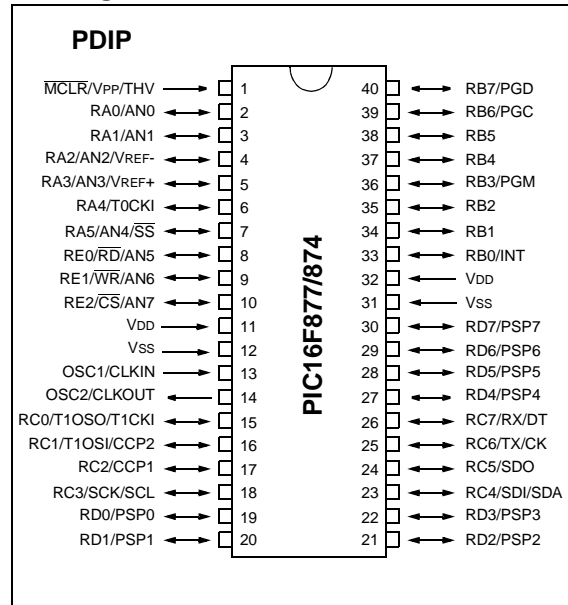 PDIP
MCLR/VPP/THV 1 40 RB7/PGD
RA0/AN0 2 39 RB6/PGC
RA1/AN1 3 38 RB5
RA2/AN2/VREF- 4 37 RB4
RA3/AN3/VREF+ 5 36 RB3/PGM
RA4/T0CKI 6 35 RB2
RA5/AN4/SS 7 34 RB1
RE0/RD/AN5 8 33 RB0/INT
RE1/WR/AN6 9 32 VDD
RE2/CS/AN7 10 31 VSS
VDD 11 30 RD7/PSP7
VSS 12 29 RD6/PSP6
OSC1/CLKIN 13 28 RD5/PSP5
OSC2/CLKOUT 14 27 RD4/PSP4
RC0/T1OSO/T1CKI 15 26 RC7/RX/DT
RC1/T1OSI/CCP2 16 25 RC6/TX/CK
RC2/CCP1 17 24 RC5/SDO
RC3/SCK/SCL 18 23 RC4/SDI/SDA
RD0/PSP0 19 22 RD3/PSP3
RD1/PSP1 20 21 RD2/PSP2
PIC16F877/874